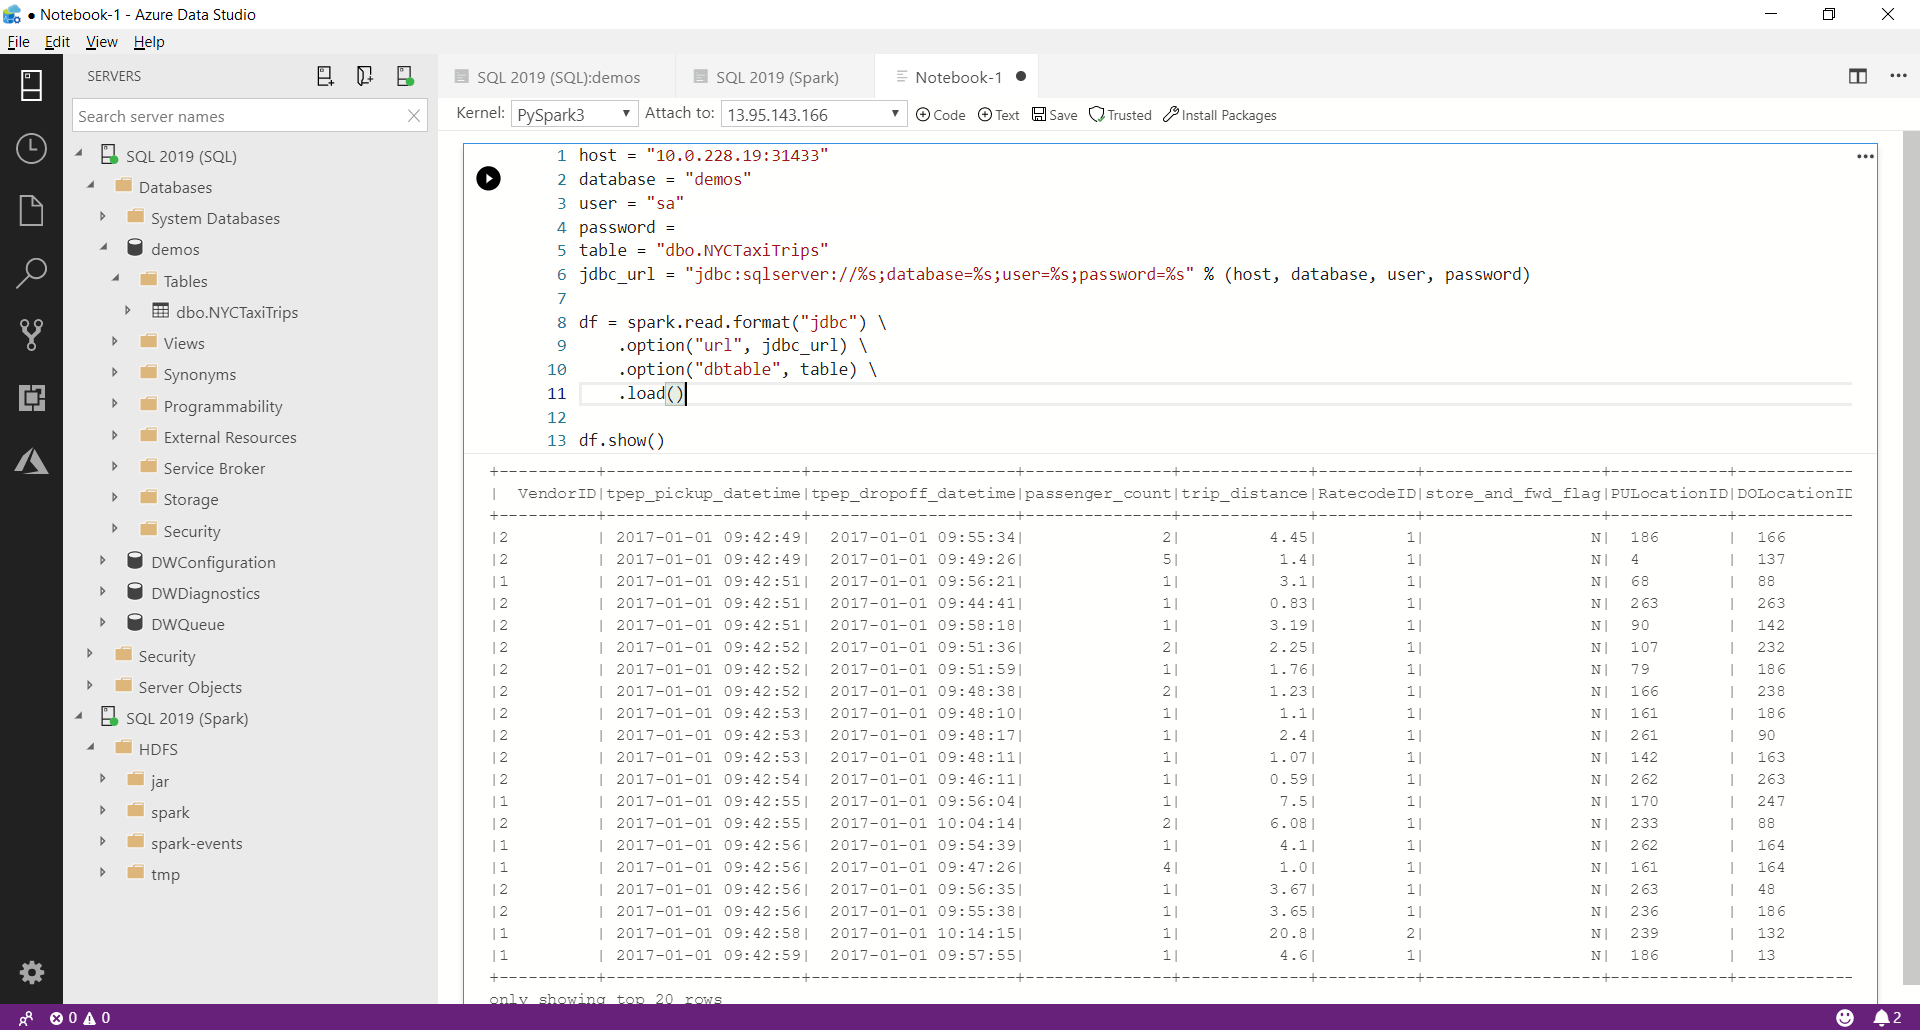 ● Notebook-1 - Azure Data Studio
File Edit View Help
SERVERS
Search server names
SQL 2019 (SQL)
Databases
System Databases
demos
Tables
dbo.NYCTaxiTrips
Views
Synonyms
Programmability
External Resources
Service Broker
Storage
Security
DWConfiguration
DWDiagnostics
DWQueue
Security
Server Objects
SQL 2019 (Spark)
HDFS
jar
spark
spark-events
tmp
SQL 2019 (SQL):demos SQL 2019 (Spark) Notebook-1 ●
Kernel: PySpark3 Attach to: 13.95.143.166 Code Text Save Trusted Install Packages
1 host = "10.0.228.19:31433"
2 database = "demos"
3 user = "sa"
4 password =
5 table = "dbo.NYCTaxiTrips"
6 jdbc_url = "jdbc:sqlserver://%s;database=%s;user=%s;password=%s" % (host, database, user, password)
7
8 df = spark.read.format("jdbc") \
9 .option("url", jdbc_url) \
10 .option("dbtable", table) \
11 .load()
12
13 df.show()
+----------+--------------------+---------------------+---------------+-------------+----------+------------------+------------+------------
| VendorID|tpep_pickup_datetime|tpep_dropoff_datetime|passenger_count|trip_distance|RatecodeID|store_and_fwd_flag|PULocationID|DOLocationID
+----------+--------------------+---------------------+---------------+-------------+----------+------------------+------------+------------
|2 | 2017-01-01 09:42:49| 2017-01-01 09:55:34| 2| 4.45| 1| N| 186 | 166
|2 | 2017-01-01 09:42:49| 2017-01-01 09:49:26| 5| 1.4| 1| N| 4 | 137
|1 | 2017-01-01 09:42:51| 2017-01-01 09:56:21| 1| 3.1| 1| N| 68 | 88
|2 | 2017-01-01 09:42:51| 2017-01-01 09:44:41| 1| 0.83| 1| N| 263 | 263
|2 | 2017-01-01 09:42:51| 2017-01-01 09:58:18| 1| 3.19| 1| N| 90 | 142
|2 | 2017-01-01 09:42:52| 2017-01-01 09:51:36| 2| 2.25| 1| N| 107 | 232
|2 | 2017-01-01 09:42:52| 2017-01-01 09:51:59| 1| 1.76| 1| N| 79 | 186
|2 | 2017-01-01 09:42:52| 2017-01-01 09:48:38| 2| 1.23| 1| N| 166 | 238
|2 | 2017-01-01 09:42:53| 2017-01-01 09:48:10| 1| 1.1| 1| N| 161 | 186
|2 | 2017-01-01 09:42:53| 2017-01-01 09:48:17| 1| 2.4| 1| N| 261 | 90
|2 | 2017-01-01 09:42:53| 2017-01-01 09:48:11| 1| 1.07| 1| N| 142 | 163
|2 | 2017-01-01 09:42:54| 2017-01-01 09:46:11| 1| 0.59| 1| N| 262 | 263
|1 | 2017-01-01 09:42:55| 2017-01-01 09:56:04| 1| 7.5| 1| N| 170 | 247
|2 | 2017-01-01 09:42:55| 2017-01-01 10:04:14| 2| 6.08| 1| N| 233 | 88
|1 | 2017-01-01 09:42:56| 2017-01-01 09:54:39| 1| 4.1| 1| N| 262 | 164
|1 | 2017-01-01 09:42:56| 2017-01-01 09:47:26| 4| 1.0| 1| N| 161 | 164
|2 | 2017-01-01 09:42:56| 2017-01-01 09:56:35| 1| 3.67| 1| N| 263 | 48
|2 | 2017-01-01 09:42:56| 2017-01-01 09:55:38| 1| 3.65| 1| N| 236 | 186
|1 | 2017-01-01 09:42:58| 2017-01-01 10:14:15| 1| 20.8| 2| N| 239 | 132
|1 | 2017-01-01 09:42:59| 2017-01-01 09:57:55| 1| 4.6| 1| N| 186 | 13
+----------+--------------------+---------------------+---------------+-------------+----------+------------------+------------+------------
only showing top 20 rows
0 0 2